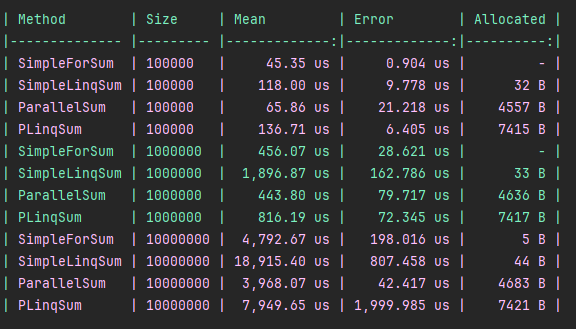 | Method        | Size     | Mean         | Error        | Allocated |
|-------------- |--------- |-------------:|-------------:|----------:|
| SimpleForSum  | 100000   |     45.35 us |     0.904 us |         - |
| SimpleLinqSum | 100000   |    118.00 us |     9.778 us |      32 B |
| ParallelSum   | 100000   |     65.86 us |    21.218 us |    4557 B |
| PLinqSum      | 100000   |    136.71 us |     6.405 us |    7415 B |
| SimpleForSum  | 1000000  |    456.07 us |    28.621 us |         - |
| SimpleLinqSum | 1000000  |  1,896.87 us |   162.786 us |      33 B |
| ParallelSum   | 1000000  |    443.80 us |    79.717 us |    4636 B |
| PLinqSum      | 1000000  |    816.19 us |    72.345 us |    7417 B |
| SimpleForSum  | 10000000 |  4,792.67 us |   198.016 us |       5 B |
| SimpleLinqSum | 10000000 | 18,915.40 us |   807.458 us |      44 B |
| ParallelSum   | 10000000 |  3,968.07 us |    42.417 us |    4683 B |
| PLinqSum      | 10000000 |  7,949.65 us | 1,999.985 us |    7421 B |